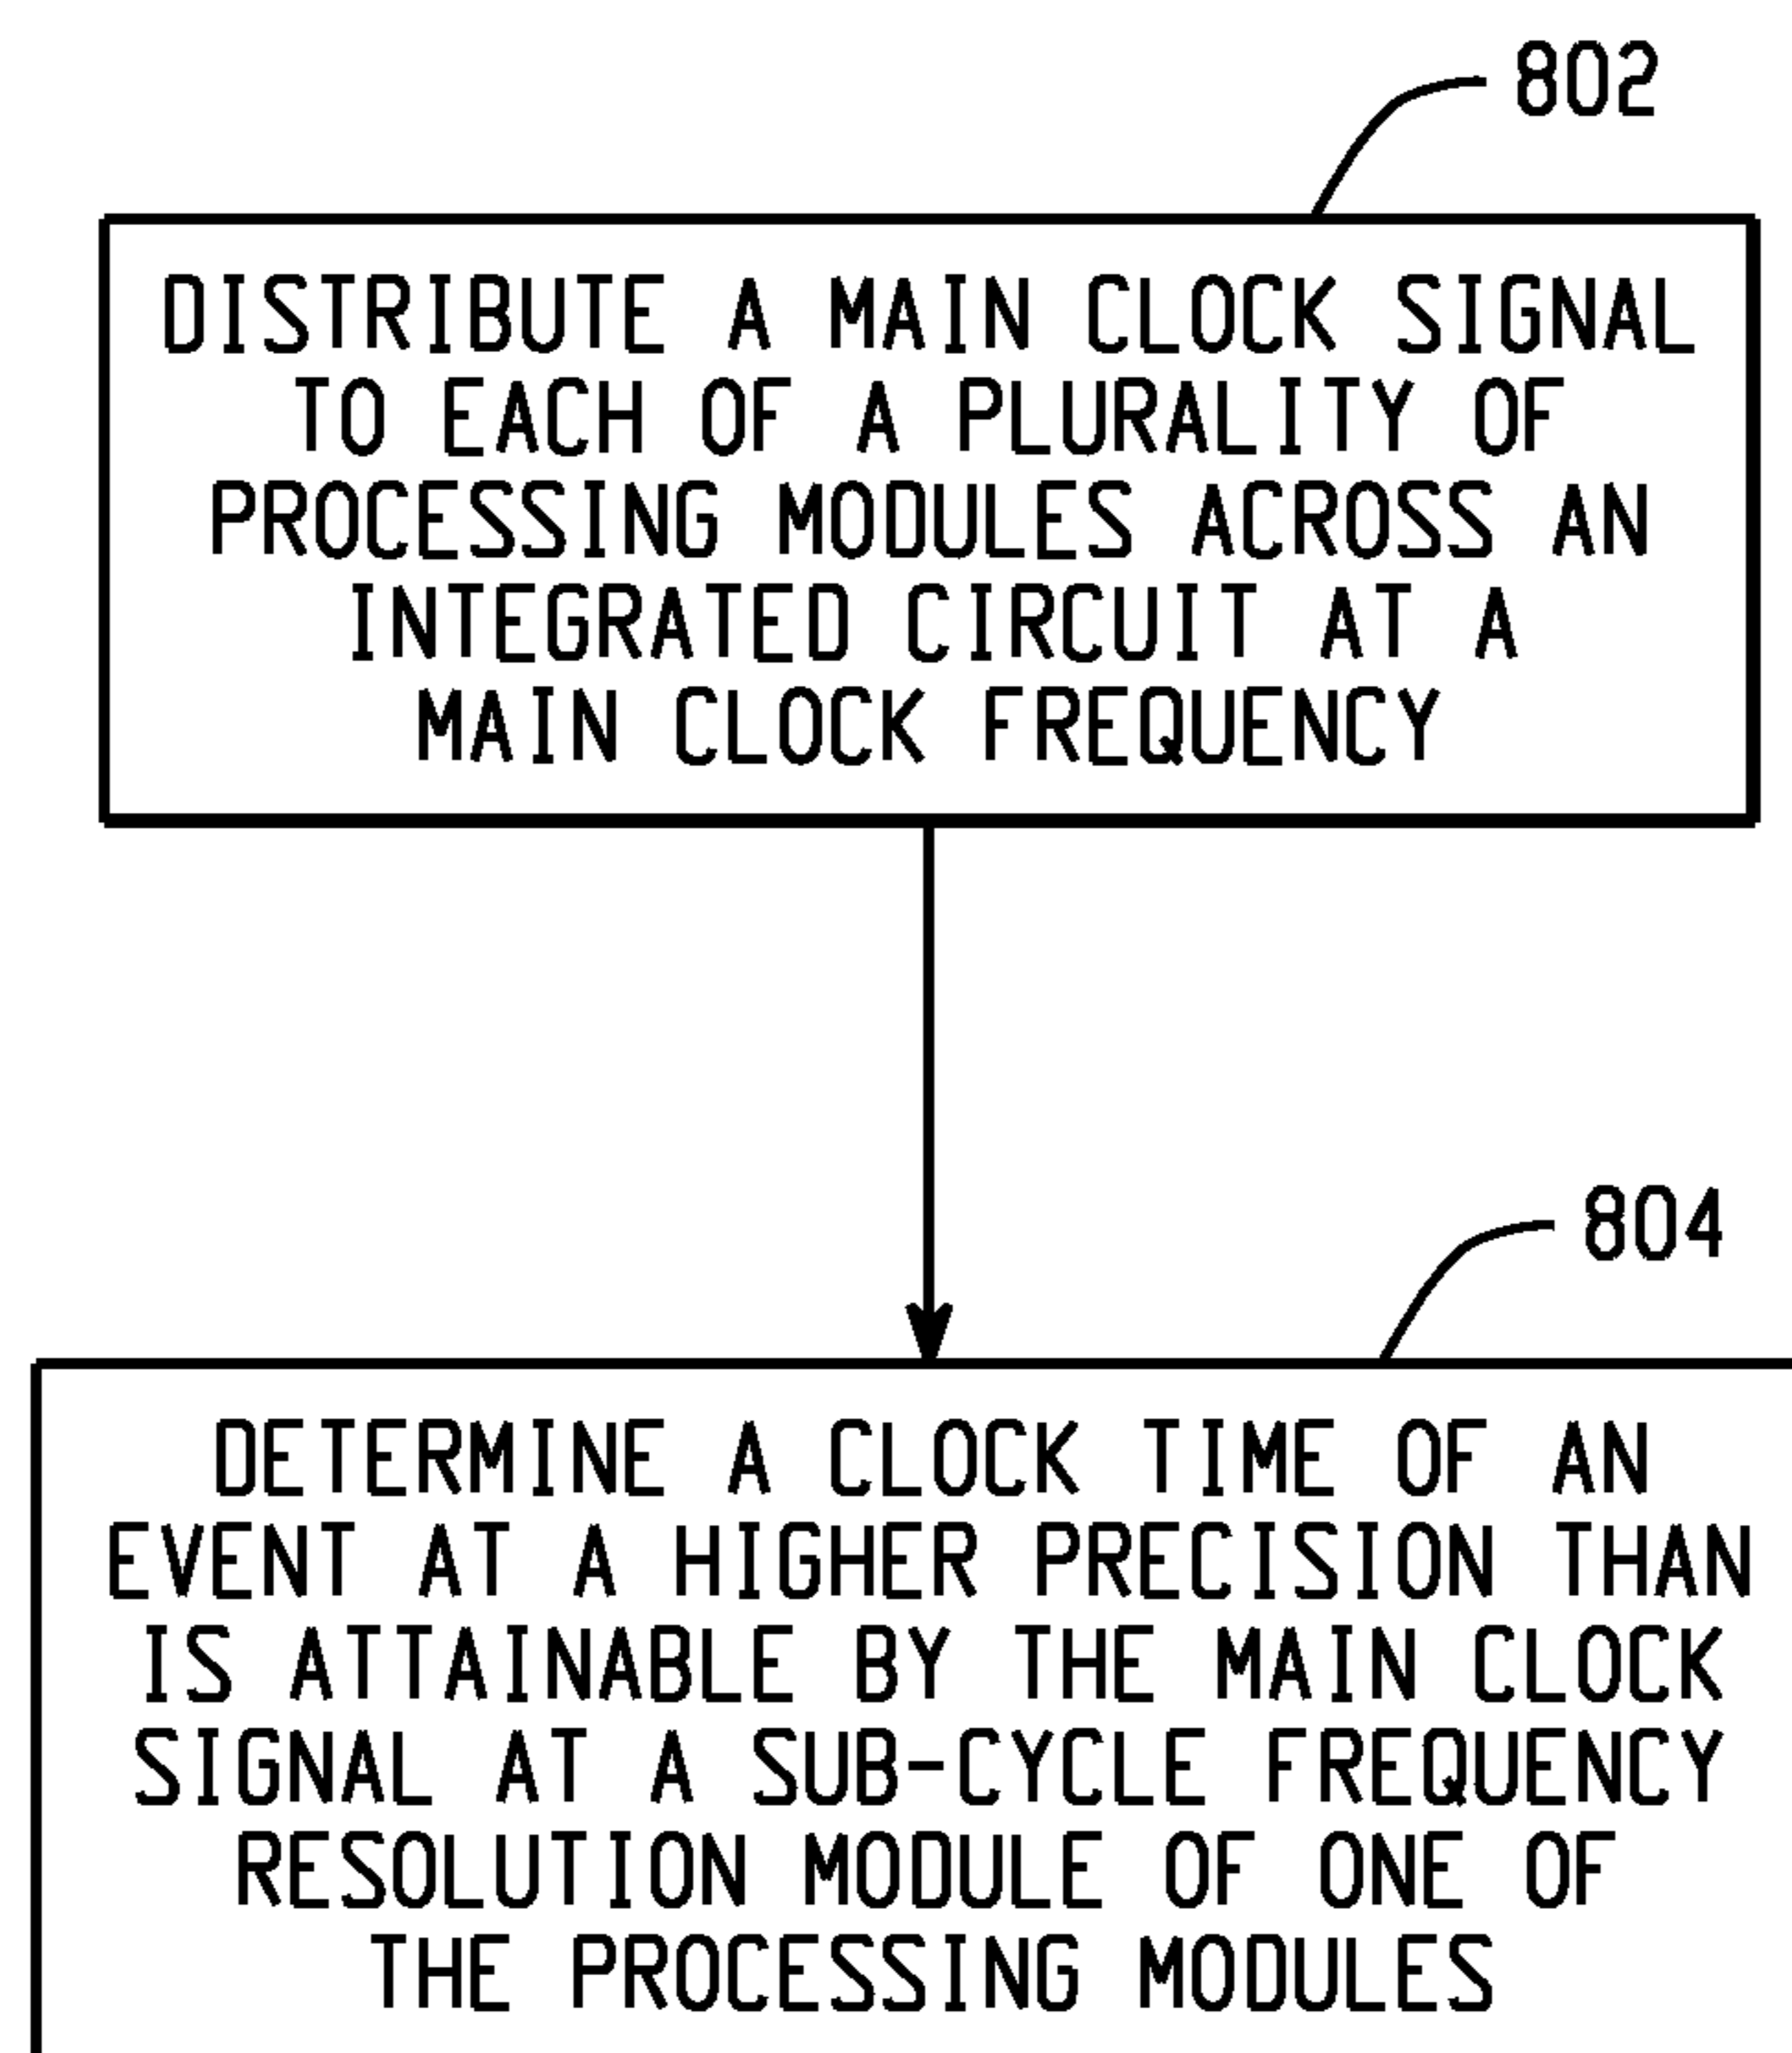 802
DISTRIBUTE A MAIN CLOCK SIGNAL
TO EACH OF A PLURALITY OF
PROCESSING MODULES ACROSS AN
INTEGRATED CIRCUIT AT A
MAIN CLOCK FREQUENCY
804
DETERMINE A CLOCK TIME OF AN
EVENT AT A HIGHER PRECISION THAN
IS ATTAINABLE BY THE MAIN CLOCK
SIGNAL AT A SUB-CYCLE FREQUENCY
RESOLUTION MODULE OF ONE OF
THE PROCESSING MODULES